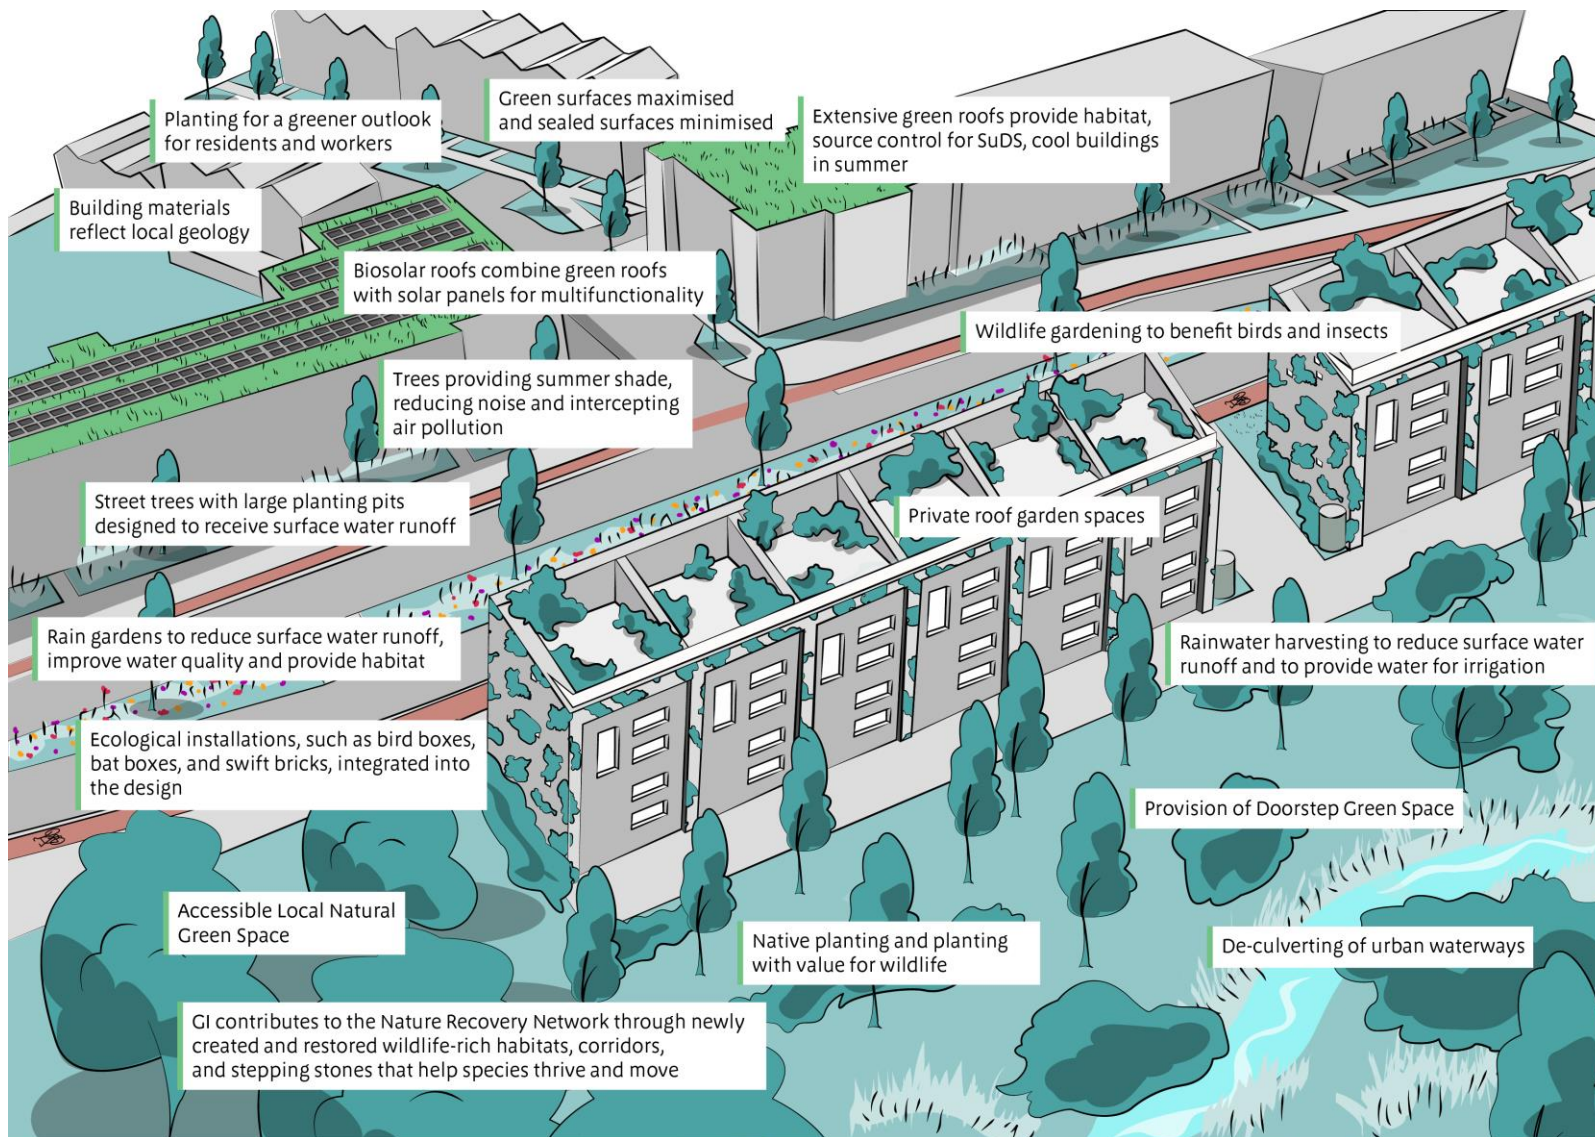 Planting for a greener outlook
for residents and workers
Green surfaces maximised
and sealed surfaces minimised
Extensive green roofs provide habitat,
source control for SuDS, cool buildings
in summer
Building materials
reflect local geology
Biosolar roofs combine green roofs
with solar panels for multifunctionality
Wildlife gardening to benefit birds and insects
Trees providing summer shade,
reducing noise and intercepting
air pollution
Street trees with large planting pits
designed to receive surface water runoff
Private roof garden spaces
Rain gardens to reduce surface water runoff,
improve water quality and provide habitat
Rainwater harvesting to reduce surface water
runoff and to provide water for irrigation
Ecological installations, such as bird boxes,
bat boxes, and swift bricks, integrated into
the design
Provision of Doorstep Green Space
Accessible Local Natural
Green Space
Native planting and planting
with value for wildlife
De-culverting of urban waterways
GI contributes to the Nature Recovery Network through newly
created and restored wildlife-rich habitats, corridors,
and stepping stones that help species thrive and move